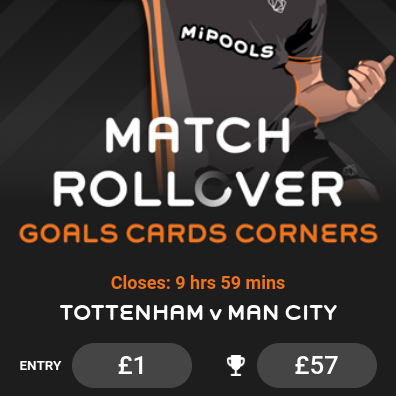 MiPOOLS
MATCH
ROLLOVER
GOALS CARDS CORNERS
Closes: 9 hrs 59 mins
TOTTENHAM v MAN CITY
ENTRY £1 £57